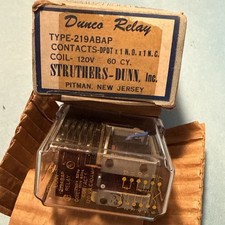 Dunco Relay
TYPE-219ABAP
CONTACTS-DPDT x 1 N.O. x 1 N.C.
COIL- 120V 60 CY.
STRUTHERS-DUNN, Inc.
PITMAN, NEW JERSEY